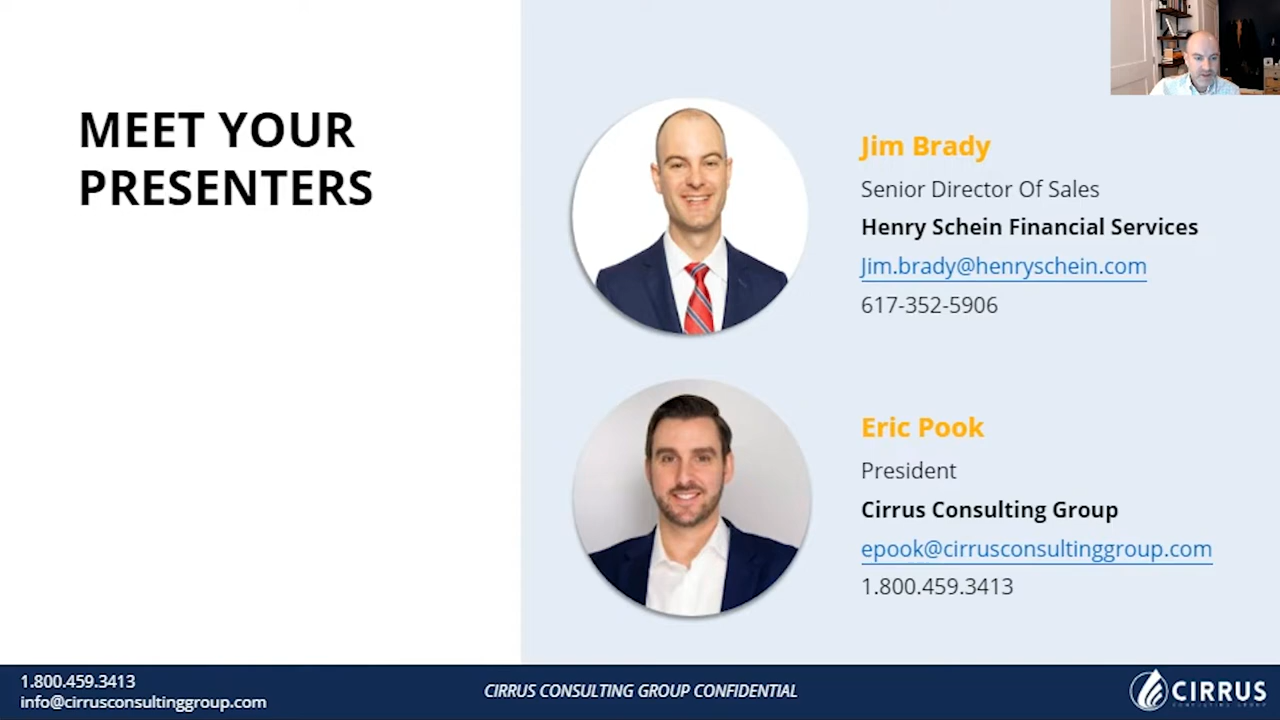 MEET YOUR
PRESENTERS
Jim Brady
Senior Director Of Sales
Henry Schein Financial Services
Jim.brady@henryschein.com
617-352-5906
Eric Pook
President
Cirrus Consulting Group
epook@cirrusconsultinggroup.com
1.800.459.3413
1.800.459.3413
info@cirrusconsultinggroup.com
CIRRUS CONSULTING GROUP CONFIDENTIAL
CIRRUS
CONSULTING GROUP